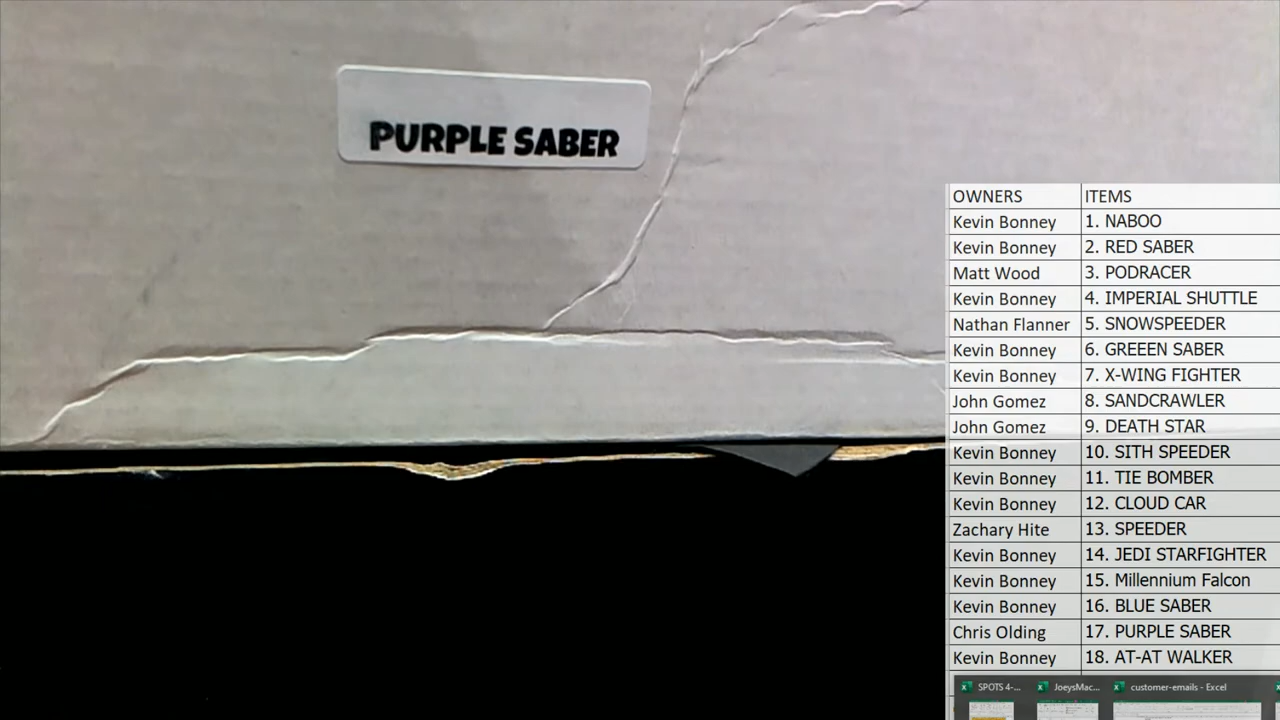 PURPLE SABER
OWNERS ITEMS
Kevin Bonney 1. NABOO
Kevin Bonney 2. RED SABER
Matt Wood 3. PODRACER
Kevin Bonney 4. IMPERIAL SHUTTLE
Nathan Flanner 5. SNOWSPEEDER
Kevin Bonney 6. GREEEN SABER
Kevin Bonney 7. X-WING FIGHTER
John Gomez 8. SANDCRAWLER
John Gomez 9. DEATH STAR
Kevin Bonney 10. SITH SPEEDER
Kevin Bonney 11. TIE BOMBER
Kevin Bonney 12. CLOUD CAR
Zachary Hite 13. SPEEDER
Kevin Bonney 14. JEDI STARFIGHTER
Kevin Bonney 15. Millennium Falcon
Kevin Bonney 16. BLUE SABER
Chris Olding 17. PURPLE SABER
Kevin Bonney 18. AT-AT WALKER
SPOTS 4-... JoeysMac... customer-emails - Excel